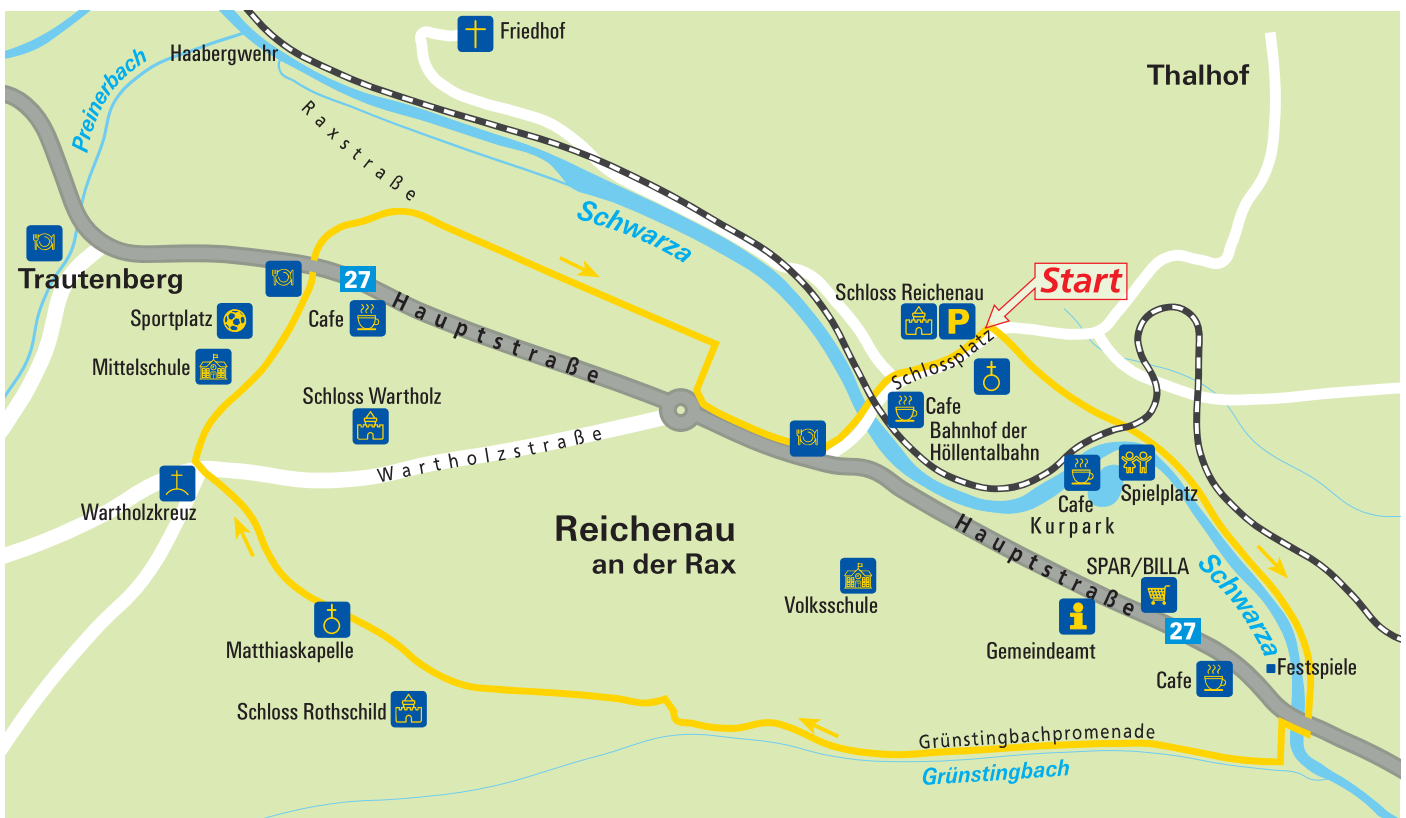 Friedhof
Haabergwehr
Preinerbach
Thalhof
Raxstraße
Schwarza
Start
Trautenberg
27
Schloss Reichenau
P
Sportplatz
Cafe
Hauptstraße
Schlossplatz
Mittelschule
Schloss Wartholz
Cafe
Bahnhof der
Höllentalbahn
Wartholzstraße
Spielplatz
Cafe
Kurpark
Wartholzkreuz
Reichenau
an der Rax
Hauptstraße
SPAR/BILLA
Schwarza
Volksschule
27
Gemeindeamt
Matthiaskapelle
Festspiele
Cafe
Schloss Rothschild
Grünstingbachpromenade
Grünstingbach